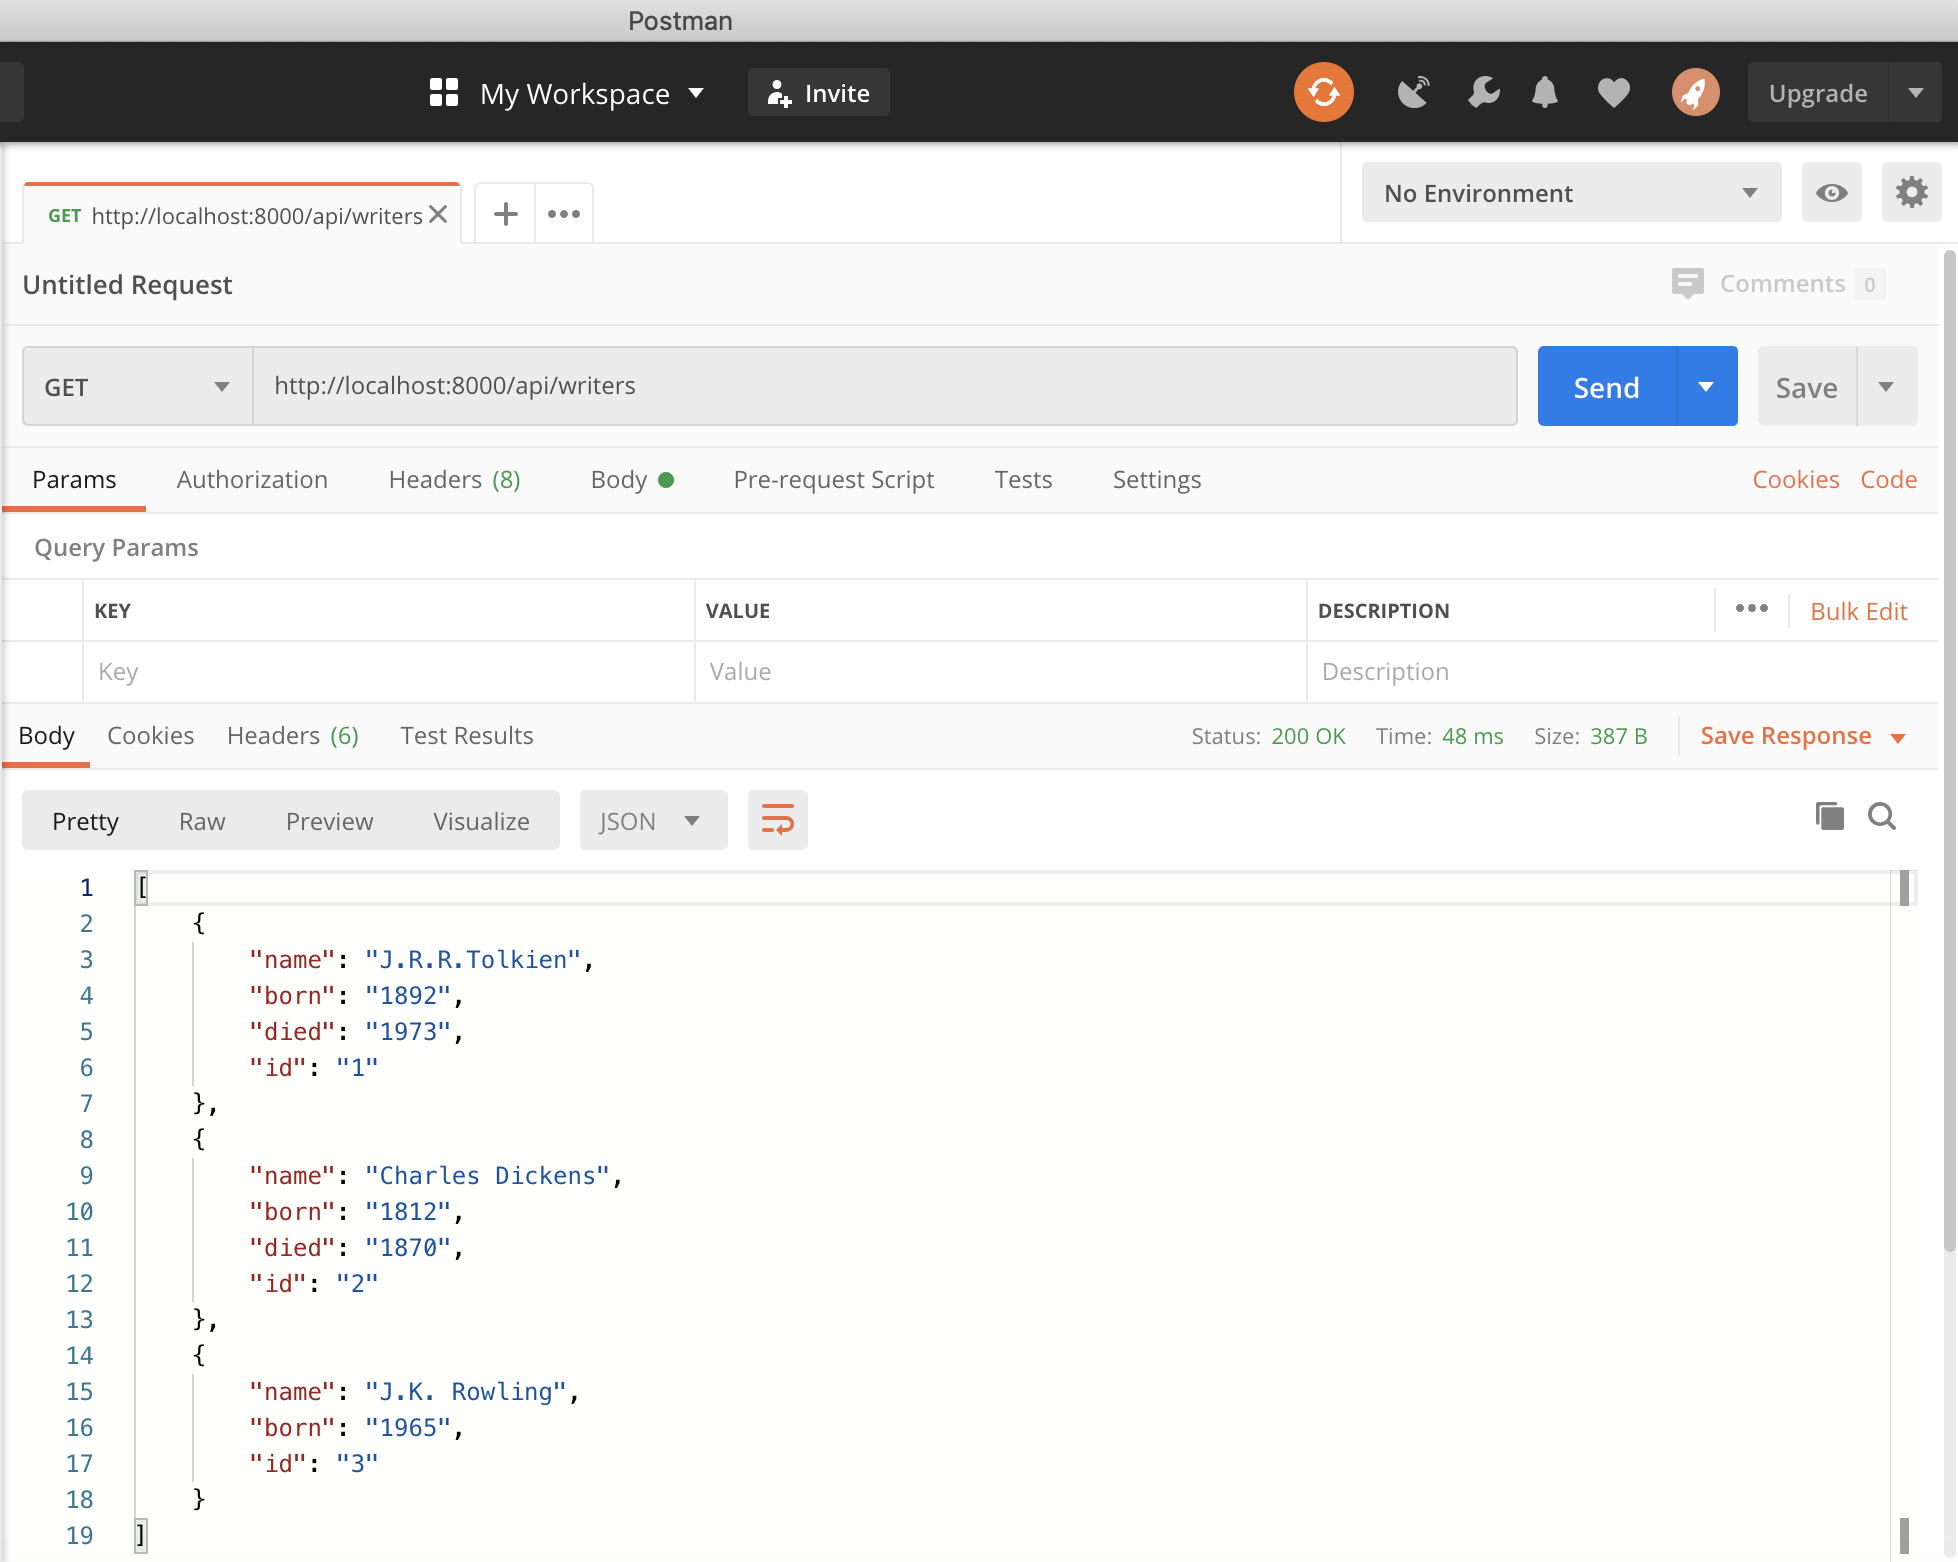 Postman
My Workspace Invite Upgrade
GET http://localhost:8000/api/writers No Environment
Untitled Request Comments 0
GET http://localhost:8000/api/writers Send Save
Params Authorization Headers (8) Body Pre-request Script Tests Settings Cookies Code
Query Params
KEY VALUE DESCRIPTION Bulk Edit
Key Value Description
Body Cookies Headers (6) Test Results Status: 200 OK Time: 48 ms Size: 387 B Save Response
Pretty Raw Preview Visualize JSON
1 [
2 {
3 "name": "J.R.R.Tolkien",
4 "born": "1892",
5 "died": "1973",
6 "id": "1"
7 },
8 {
9 "name": "Charles Dickens",
10 "born": "1812",
11 "died": "1870",
12 "id": "2"
13 },
14 {
15 "name": "J.K. Rowling",
16 "born": "1965",
17 "id": "3"
18 }
19 ]